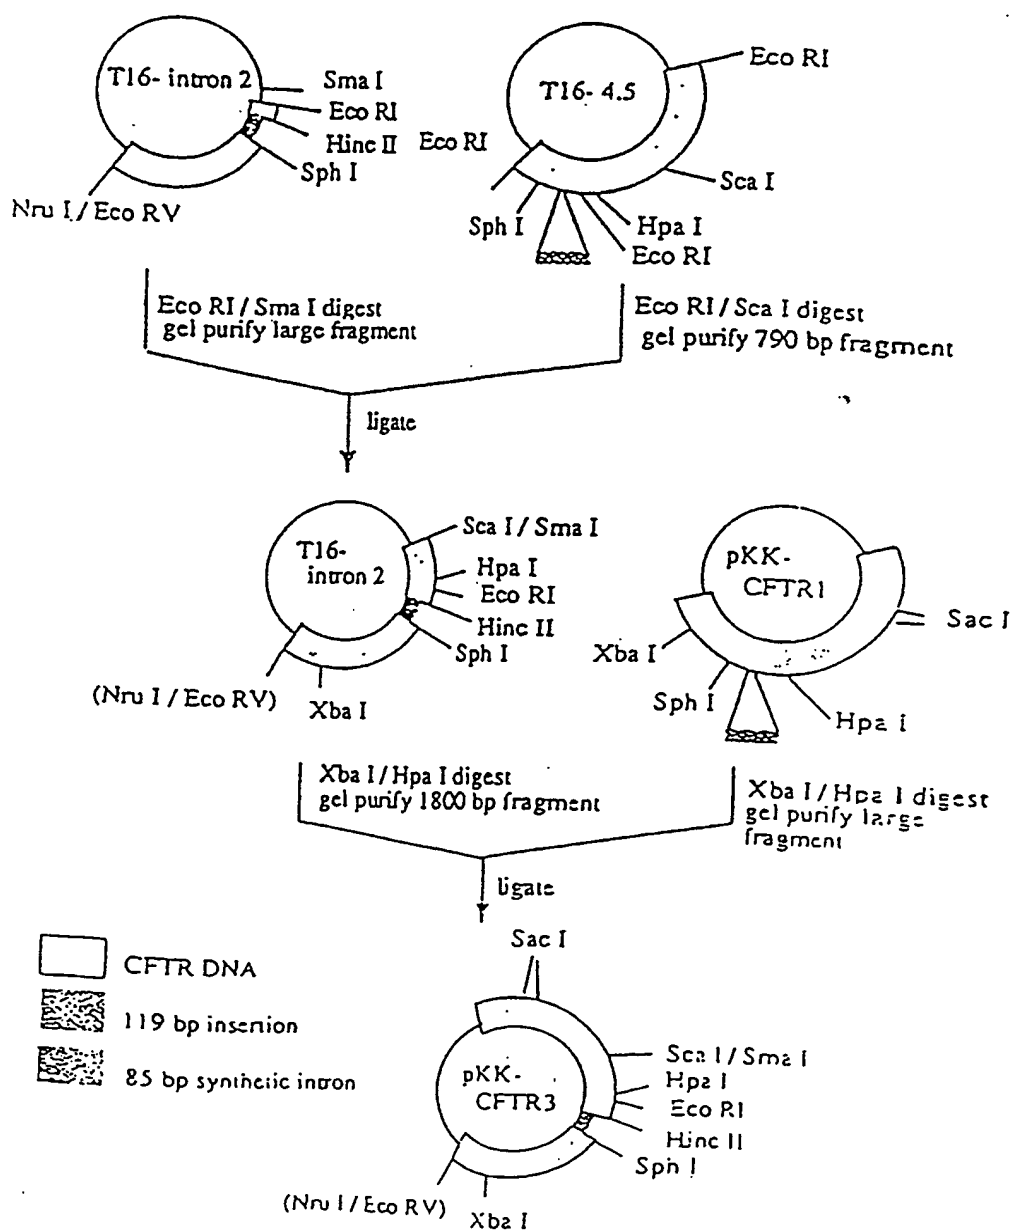 T16- intron 2
Sma I
Eco RI
Hinc II
Sph I
Nru I / Eco RV
T16- 4.5
Eco RI
Eco RI
Sca I
Sph I
Hpa I
Eco RI
Eco RI / Sma I digest
gel purify large fragment
Eco RI / Sca I digest
gel purify 790 bp fragment
ligate
T16-
intron 2
Sca I / Sma I
Hpa I
Eco RI
Hinc II
Sph I
(Nru I / Eco RV)
Xba I
pKK-
CFTR1
Sac I
Xba I
Sph I
Hpa I
Xba I / Hpa I digest
gel purify 1800 bp fragment
Xba I / Hpa I digest
gel purify large
fragment
ligate
Sac I
CFTR DNA
119 bp insertion
85 bp synthetic intron
pKK-
CFTR3
Sca I / Sma I
Hpa I
Eco RI
Hinc II
Sph I
(Nru I / Eco RV)
Xba I